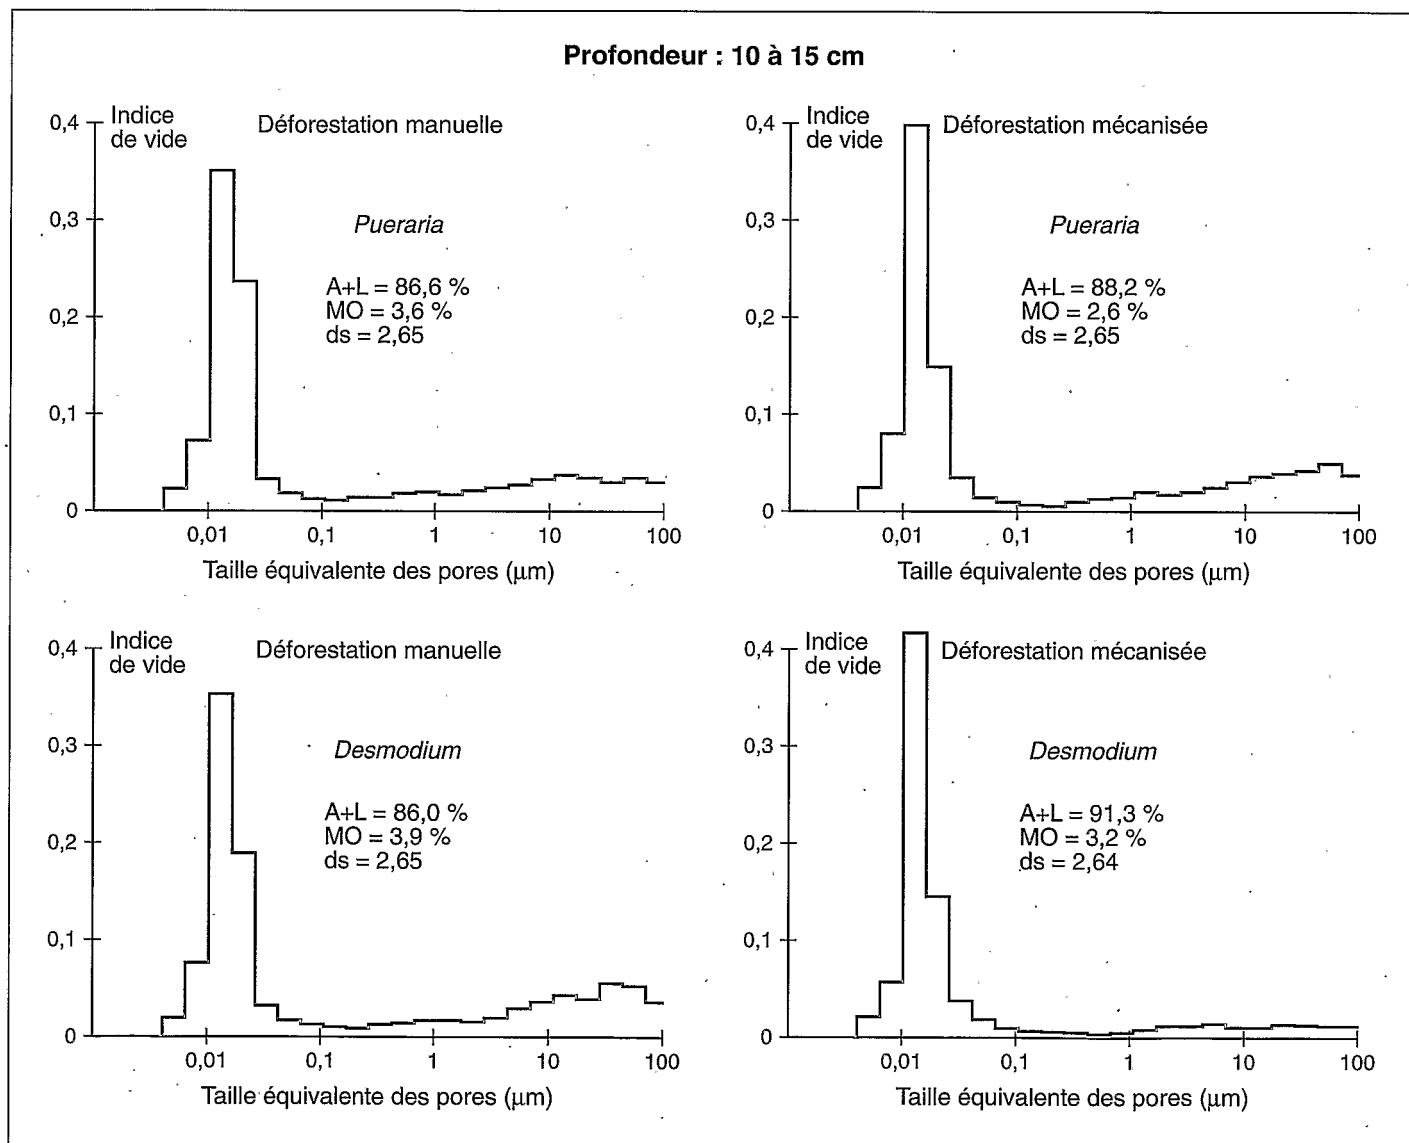 Profondeur : 10 à 15 cm
Indice
de vide
Déforestation manuelle
0,4
0,3
0,2
0,1
0
Pueraria
A+L = 86,6 %
MO = 3,6 %
ds = 2,65
0,01 0,1 1 10 100
Taille équivalente des pores (µm)
Indice
de vide
Déforestation mécanisée
0,4
0,3
0,2
0,1
0
Pueraria
A+L = 88,2 %
MO = 2,6 %
ds = 2,65
0,01 0,1 1 10 100
Taille équivalente des pores (µm)
Indice
de vide
Déforestation manuelle
0,4
0,3
0,2
0,1
0
Desmodium
A+L = 86,0 %
MO = 3,9 %
ds = 2,65
0,01 0,1 1 10 100
Taille équivalente des pores (µm)
Indice
de vide
Déforestation mécanisée
0,4
0,3
0,2
0,1
0
Desmodium
A+L = 91,3 %
MO = 3,2 %
ds = 2,64
0,01 0,1 1 10 100
Taille équivalente des pores (µm)